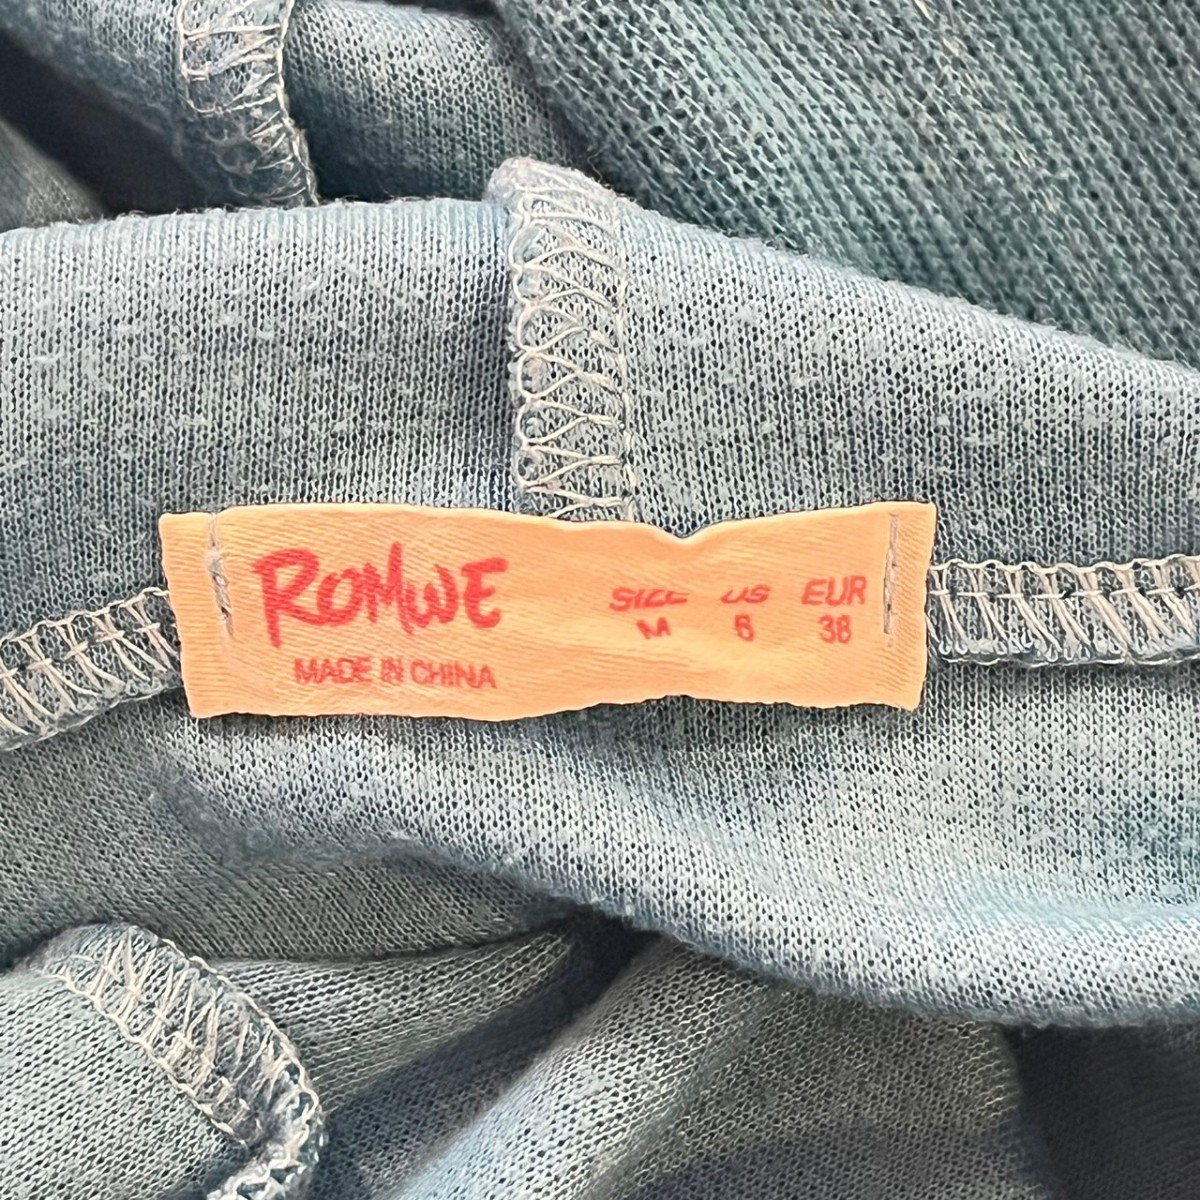 ROMWE
MADE IN CHINA
SIZE US EUR
M 6 38